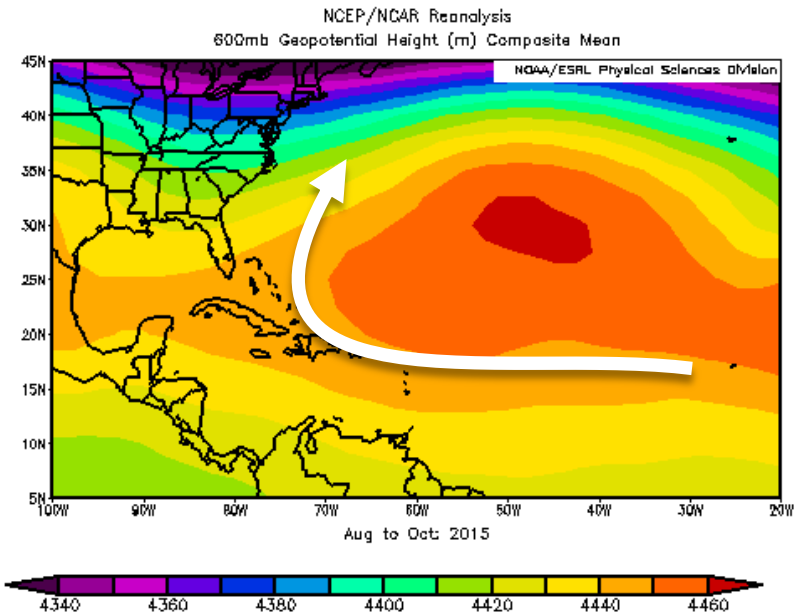 NCEP/NCAR Reanalysis
600mb Geopotential Height (m) Composite Mean
NOAA/ESRL Physical Sciences Division
45N
40N
35N
30N
25N
20N
15N
10N
5N
100W 90W 80W 70W 60W 50W 40W 30W 20W
Aug to Oct: 2015
4340 4360 4380 4400 4420 4440 4460